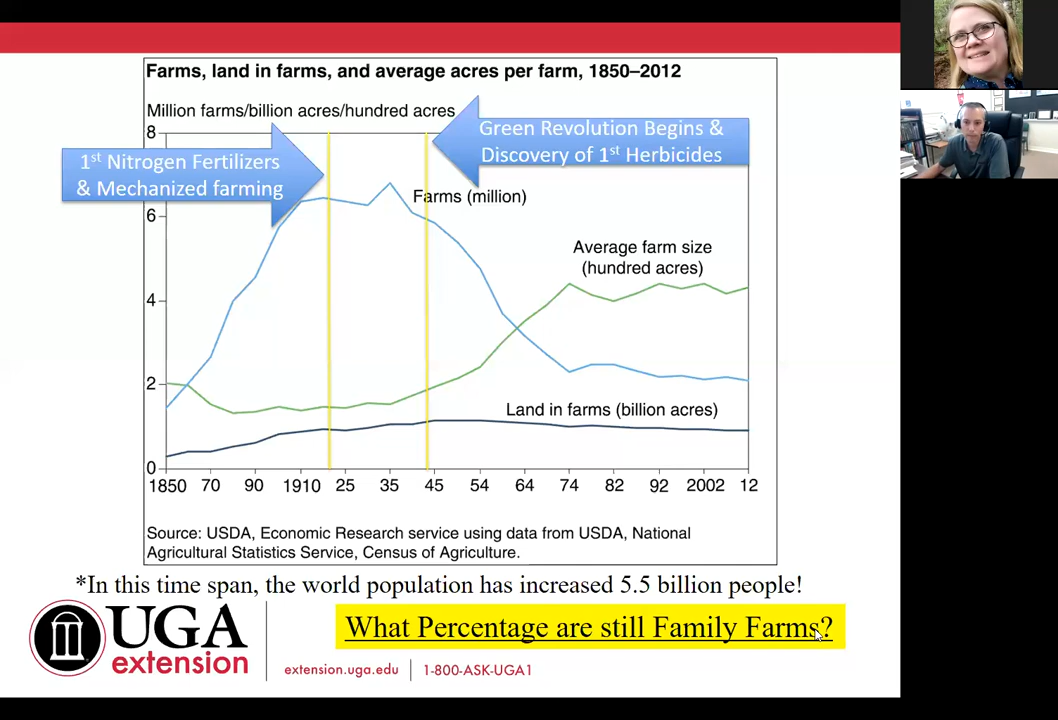 Farms, land in farms, and average acres per farm, 1850–2012
Million farms/billion acres/hundred acres
Green Revolution Begins &
Discovery of 1st Herbicides
1st Nitrogen Fertilizers
& Mechanized farming
Farms (million)
Average farm size
(hundred acres)
Land in farms (billion acres)
8
6
4
2
0
1850 70 90 1910 25 35 45 54 64 74 82 92 2002 12
Source: USDA, Economic Research service using data from USDA, National
Agricultural Statistics Service, Census of Agriculture.
*In this time span, the world population has increased 5.5 billion people!
What Percentage are still Family Farms?
UGA
extension
extension.uga.edu
1-800-ASK-UGA1